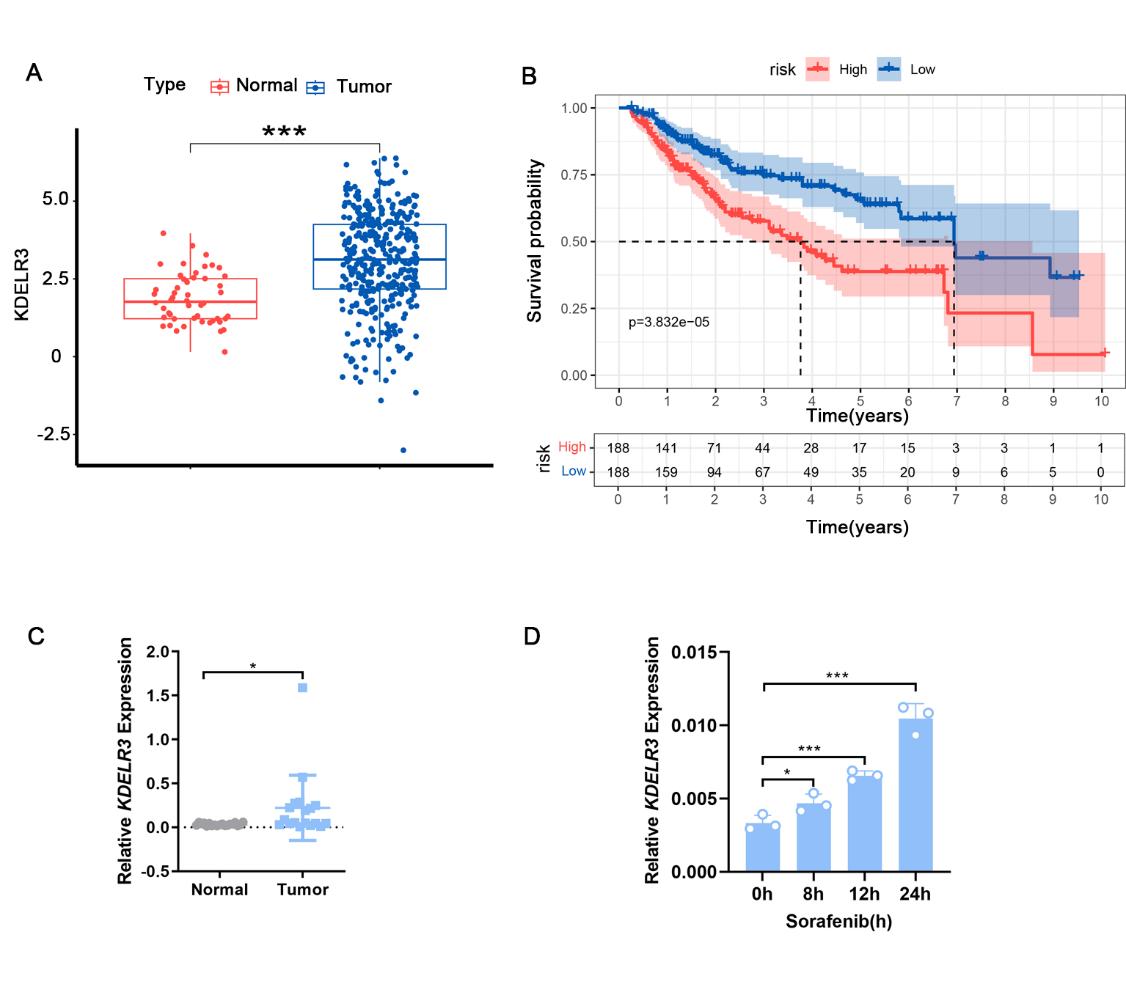 A
Type Normal Tumor
***
KDELR3
5.0
2.5
0
-2.5
B
risk High Low
Survival probability
1.00
0.75
0.50
0.25
0.00
p=3.832e−05
0 1 2 3 4 5 6 7 8 9 10
Time(years)
risk
High 188 141 71 44 28 17 15 3 3 1 1
Low 188 159 94 67 49 35 20 9 6 5 0
0 1 2 3 4 5 6 7 8 9 10
Time(years)
C
Relative KDELR3 Expression
2.0
1.5
1.0
0.5
0.0
-0.5
*
Normal Tumor
D
Relative KDELR3 Expression
0.015
0.010
0.005
0.000
***
***
*
0h 8h 12h 24h
Sorafenib(h)